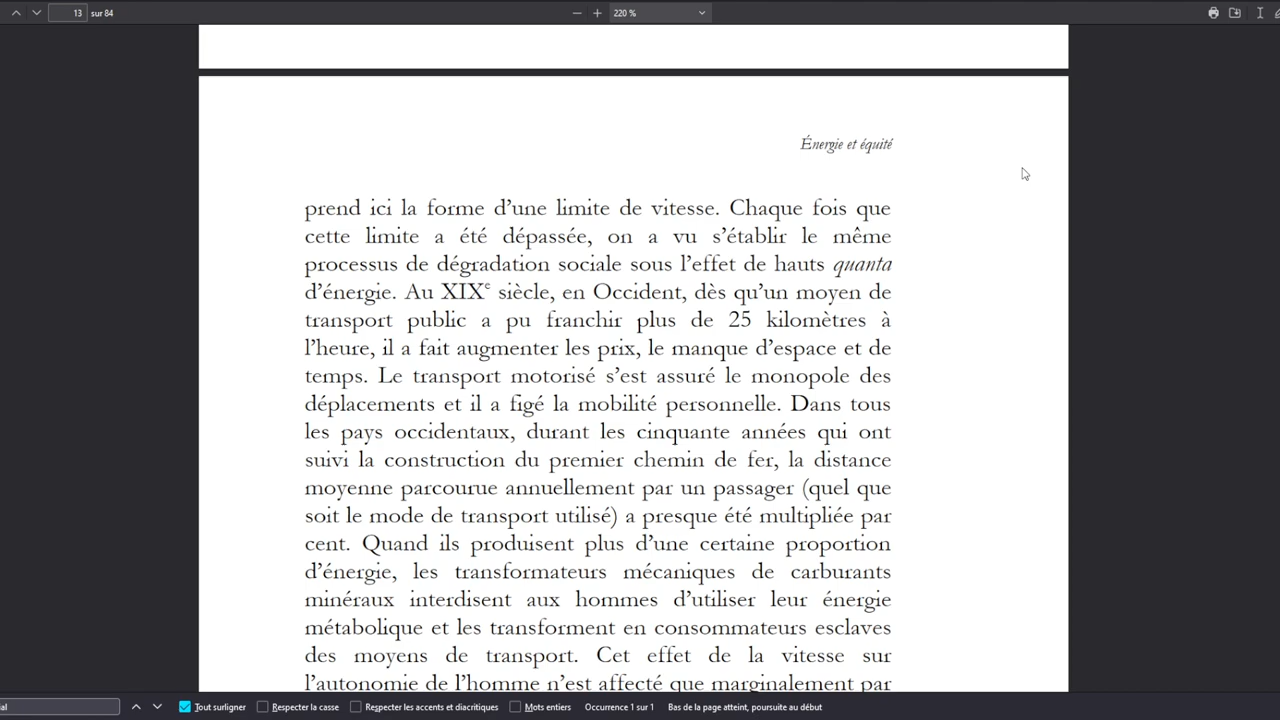 13 sur 84
220 %
Énergie et équité
prend ici la forme d’une limite de vitesse. Chaque fois que
cette limite a été dépassée, on a vu s’établir le même
processus de dégradation sociale sous l’effet de hauts quanta
d’énergie. Au XIXe siècle, en Occident, dès qu’un moyen de
transport public a pu franchir plus de 25 kilomètres à
l’heure, il a fait augmenter les prix, le manque d’espace et de
temps. Le transport motorisé s’est assuré le monopole des
déplacements et il a figé la mobilité personnelle. Dans tous
les pays occidentaux, durant les cinquante années qui ont
suivi la construction du premier chemin de fer, la distance
moyenne parcourue annuellement par un passager (quel que
soit le mode de transport utilisé) a presque été multipliée par
cent. Quand ils produisent plus d’une certaine proportion
d’énergie, les transformateurs mécaniques de carburants
minéraux interdisent aux hommes d’utiliser leur énergie
métabolique et les transforment en consommateurs esclaves
des moyens de transport. Cet effet de la vitesse sur
l’autonomie de l’homme n’est affecté que marginalement par
Tout surligner Respecter la casse Respecter les accents et diacritiques Mots entiers Occurrence 1 sur 1 Bas de la page atteint, poursuite au début